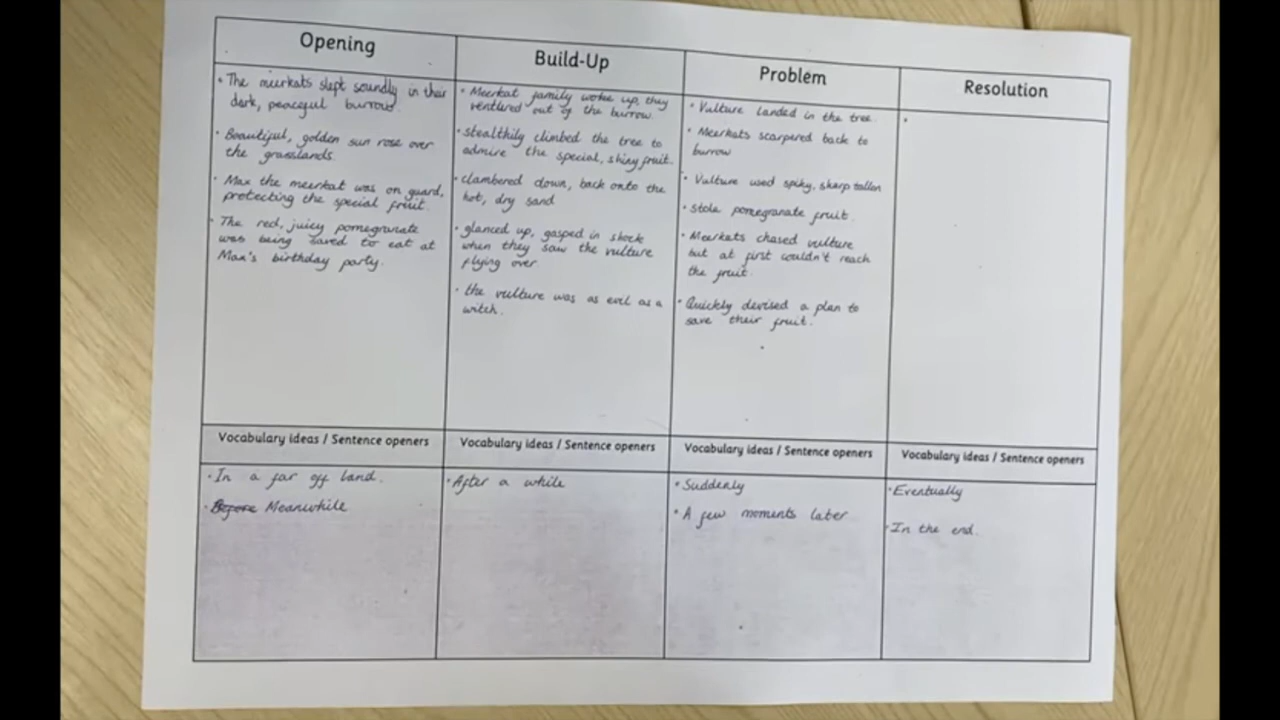 Opening
• The meerkats slept soundly in their
dark, peaceful burrow.
• Beautiful, golden sun rose over
the grasslands.
• Max the meerkat was on guard,
protecting the special fruit.
• The red, juicy pomegranate
was being saved to eat at
Max's birthday party.
Build-Up
• Meerkat family woke up, they
ventured out of the burrow.
• stealthily climbed the tree to
admire the special, shiny fruit.
• clambered down, back onto the
hot, dry sand
• glanced up, gasped in shock
when they saw the vulture
flying over
• the vulture was as evil as a
witch.
Problem
• Vulture landed in the tree.
• Meerkats scarpered back to
burrow
• Vulture used spiky, sharp tallon
• Stole pomegranate fruit.
• Meerkats chased vulture
but at first couldn't reach
the fruit.
• Quickly devised a plan to
save their fruit.
Resolution
•
Vocabulary ideas / Sentence openers
• In a far off land.
• Before Meanwhile
Vocabulary ideas / Sentence openers
• After a while
Vocabulary ideas / Sentence openers
• Suddenly
• A few moments later
Vocabulary ideas / Sentence openers
• Eventually
• In the end.